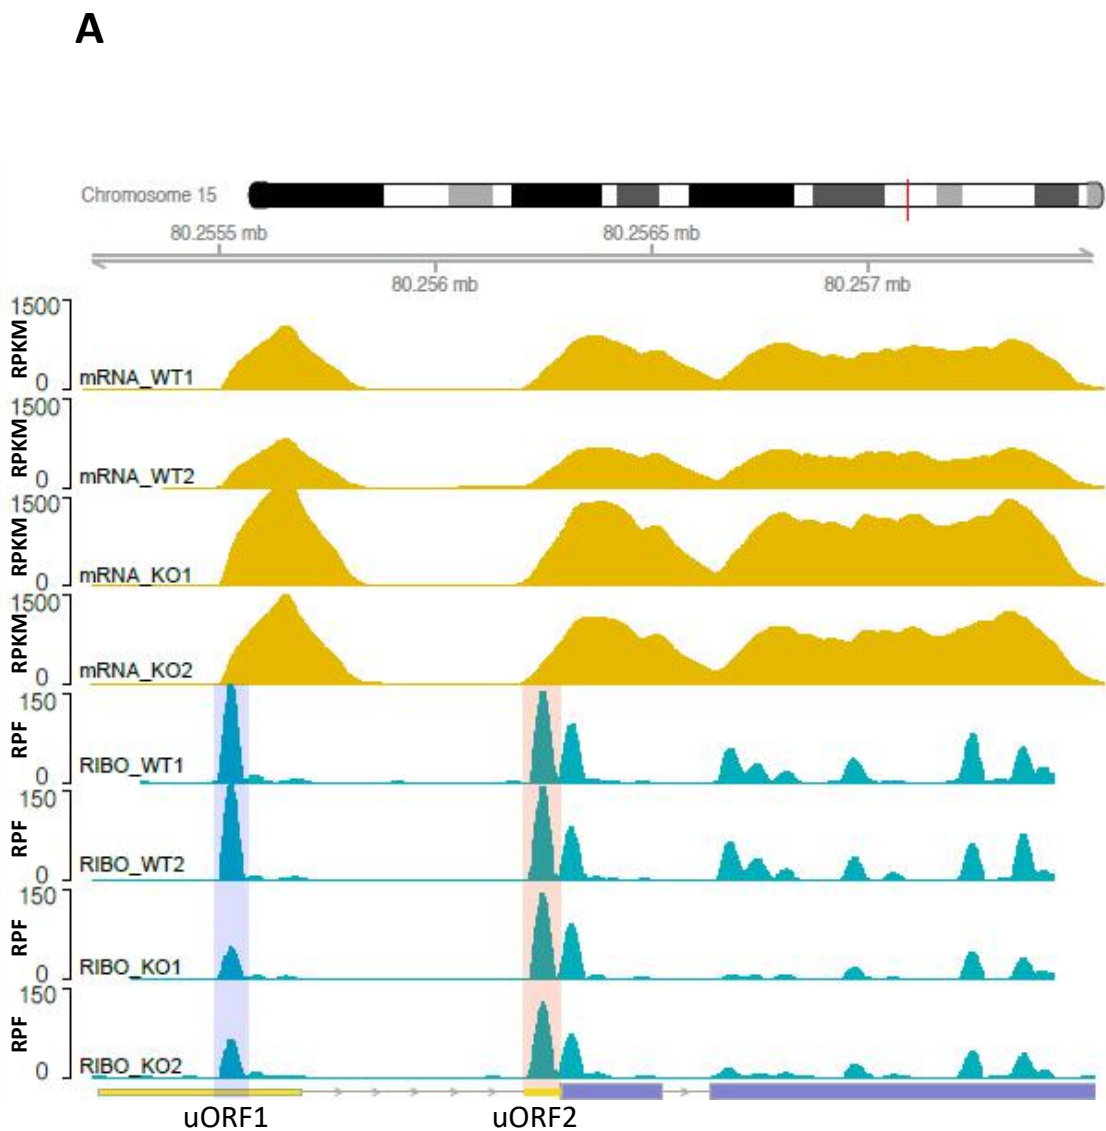 A
Chromosome 15
80.2555 mb
80.2565 mb
80.256 mb
80.257 mb
1500
RPKM
0
mRNA_WT1
1500
RPKM
0
mRNA_WT2
1500
RPKM
0
mRNA_KO1
1500
RPKM
0
mRNA_KO2
150
RPF
0
RIBO_WT1
150
RPF
0
RIBO_WT2
150
RPF
0
RIBO_KO1
150
RPF
0
RIBO_KO2
uORF1
uORF2